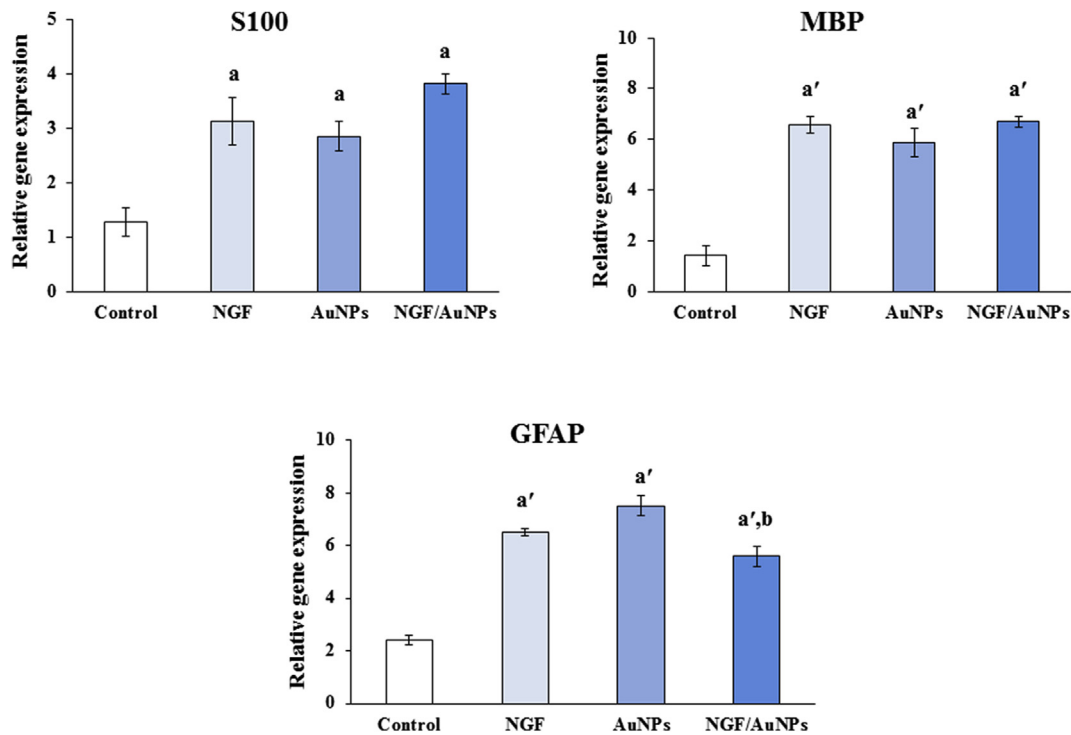 S100
Relative gene expression
5
4
3
2
1
0
a
a
a
Control NGF AuNPs NGF/AuNPs
MBP
Relative gene expression
10
8
6
4
2
0
a′
a′
a′
Control NGF AuNPs NGF/AuNPs
GFAP
Relative gene expression
10
8
6
4
2
0
a′
a′
a′,b
Control NGF AuNPs NGF/AuNPs